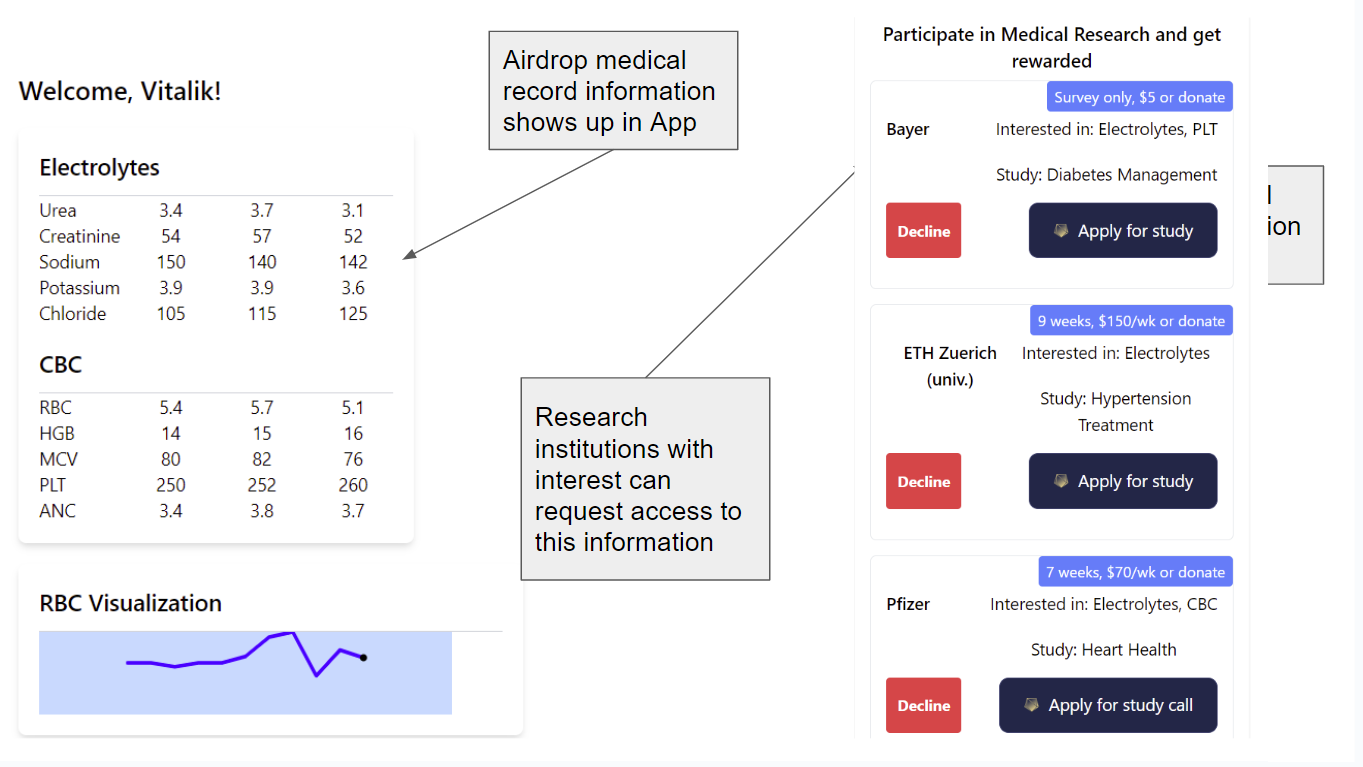 Welcome, Vitalik!
Electrolytes
Urea 3.4 3.7 3.1
Creatinine 54 57 52
Sodium 150 140 142
Potassium 3.9 3.9 3.6
Chloride 105 115 125
CBC
RBC 5.4 5.7 5.1
HGB 14 15 16
MCV 80 82 76
PLT 250 252 260
ANC 3.4 3.8 3.7
RBC Visualization
Airdrop medical
record information
shows up in App
Research
institutions with
interest can
request access to
this information
Participate in Medical Research and get
rewarded
Survey only, $5 or donate
Bayer
Interested in: Electrolytes, PLT
Study: Diabetes Management
Decline
Apply for study
9 weeks, $150/wk or donate
ETH Zuerich
(univ.)
Interested in: Electrolytes
Study: Hypertension
Treatment
Decline
Apply for study
7 weeks, $70/wk or donate
Pfizer
Interested in: Electrolytes, CBC
Study: Heart Health
Decline
Apply for study call
l
ion